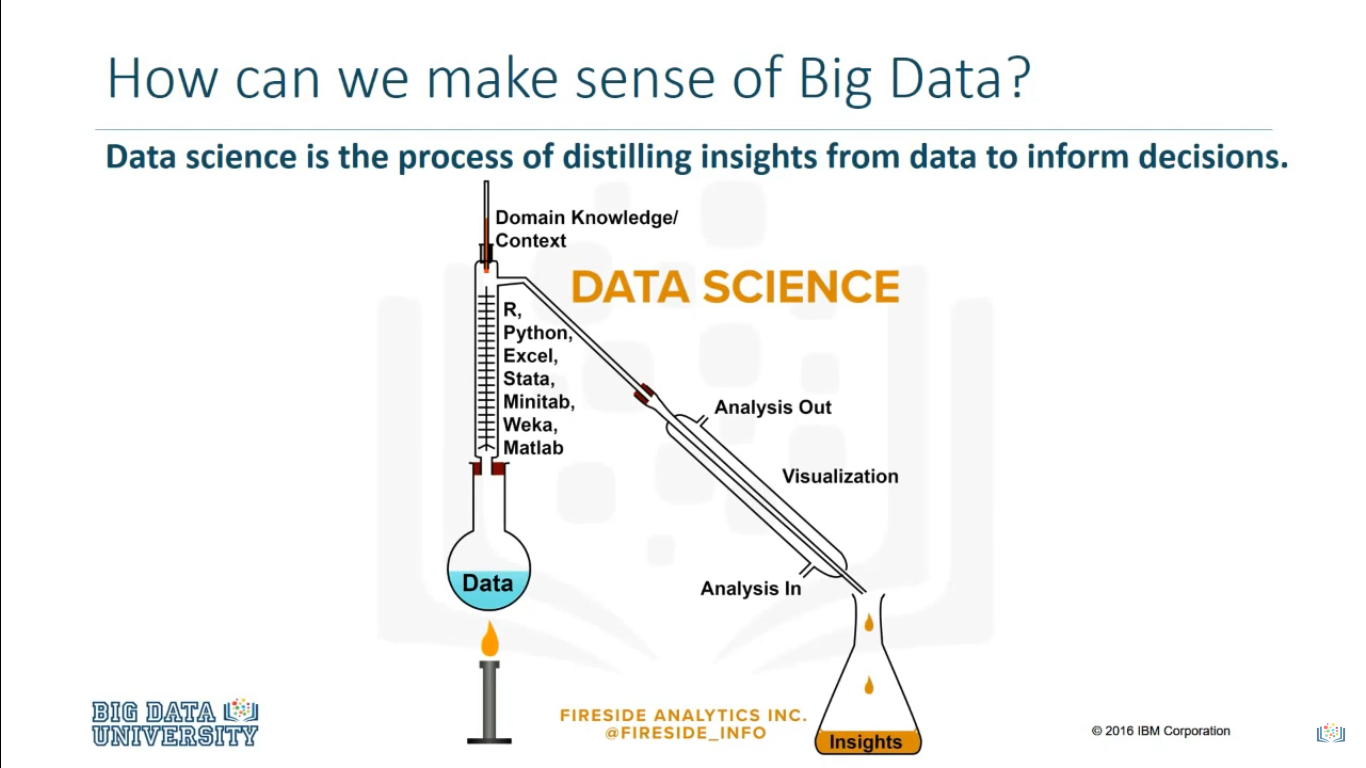 How can we make sense of Big Data?
Data science is the process of distilling insights from data to inform decisions.
Domain Knowledge/
Context
DATA SCIENCE
R,
Python,
Excel,
Stata,
Minitab,
Weka,
Matlab
Analysis Out
Visualization
Analysis In
Data
Insights
BIG DATA
UNIVERSITY
FIRESIDE ANALYTICS INC.
@FIRESIDE_INFO
© 2016 IBM Corporation